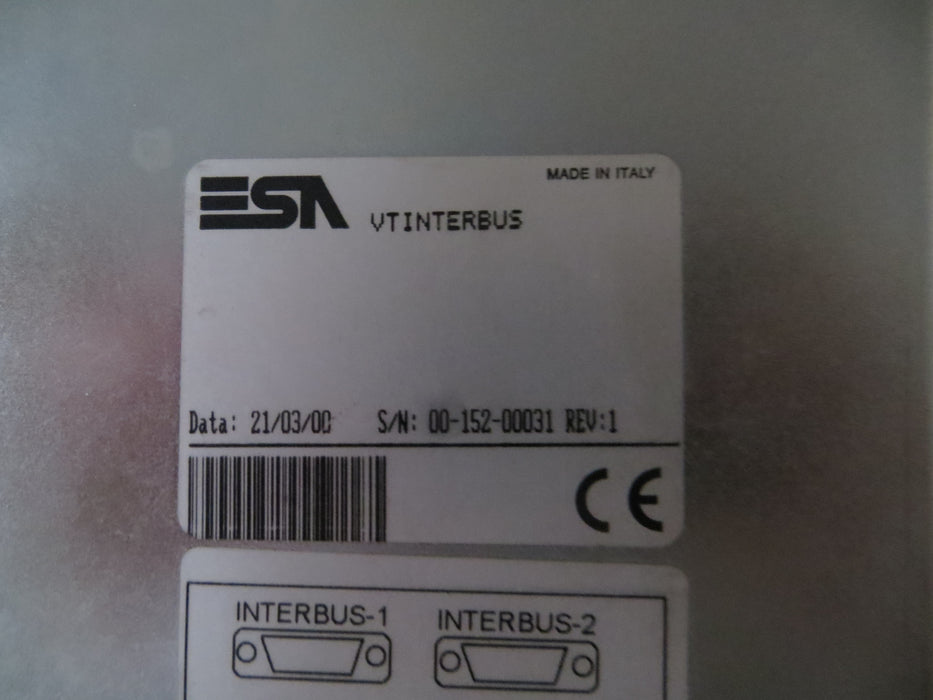 MADE IN ITALY
ESA VTINTERBUS
Data: 21/03/00 S/N: 00-152-00031 REV:1
CE
INTERBUS-1 INTERBUS-2